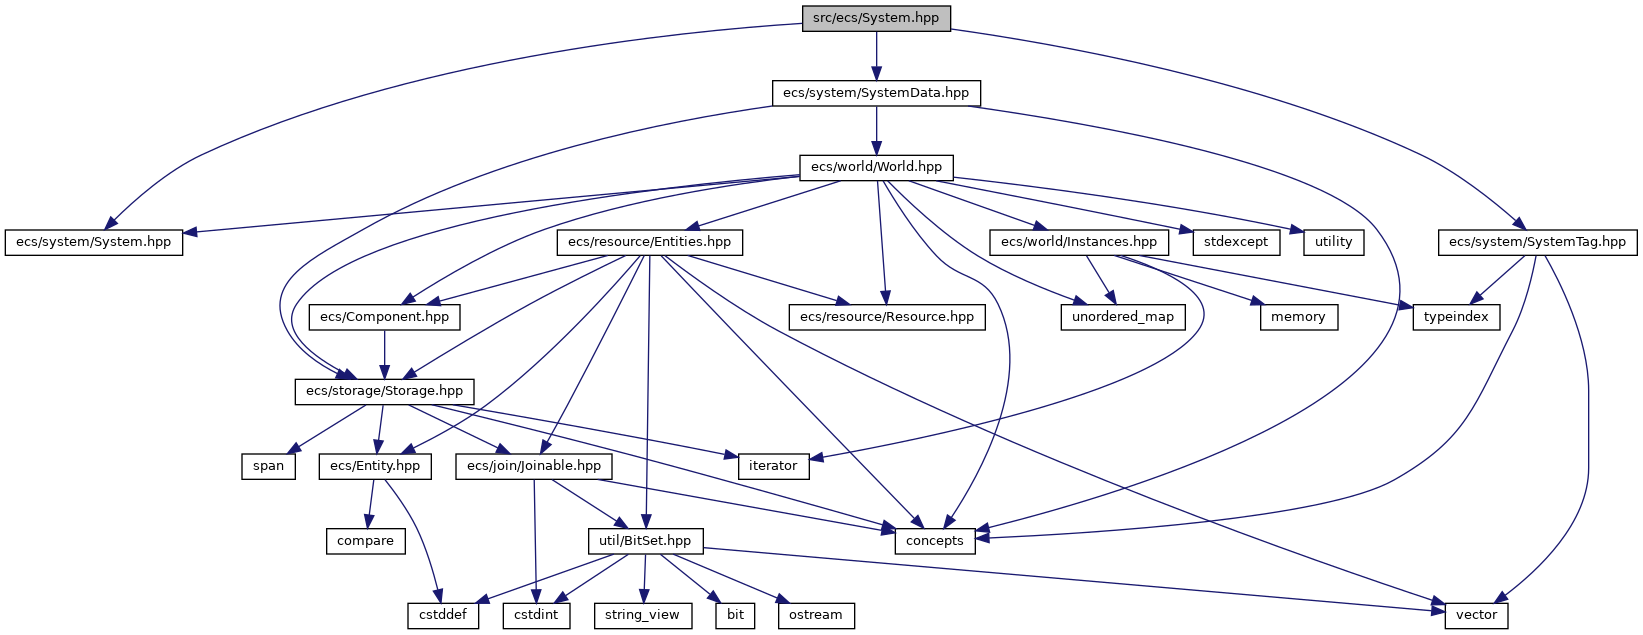 src/ecs/System.hpp
ecs/system/SystemData.hpp
ecs/world/World.hpp
ecs/system/System.hpp
ecs/resource/Entities.hpp
ecs/world/Instances.hpp
stdexcept
utility
ecs/system/SystemTag.hpp
ecs/Component.hpp
ecs/resource/Resource.hpp
unordered_map
memory
typeindex
ecs/storage/Storage.hpp
span
ecs/Entity.hpp
ecs/join/Joinable.hpp
iterator
compare
util/BitSet.hpp
concepts
cstddef
cstdint
string_view
bit
ostream
vector